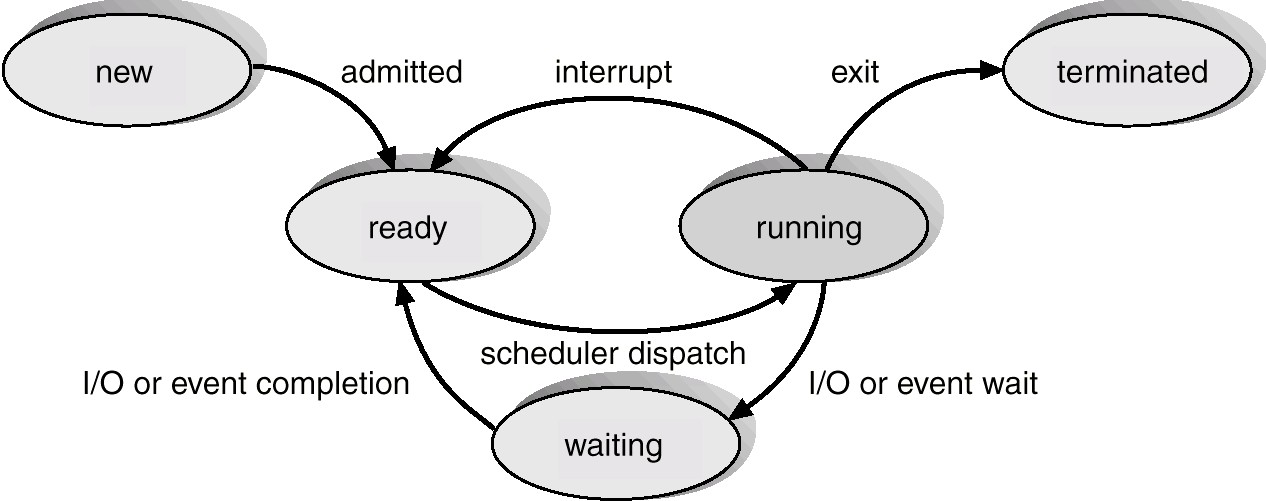 new
admitted
interrupt
exit
terminated
ready
running
scheduler dispatch
I/O or event completion
I/O or event wait
waiting